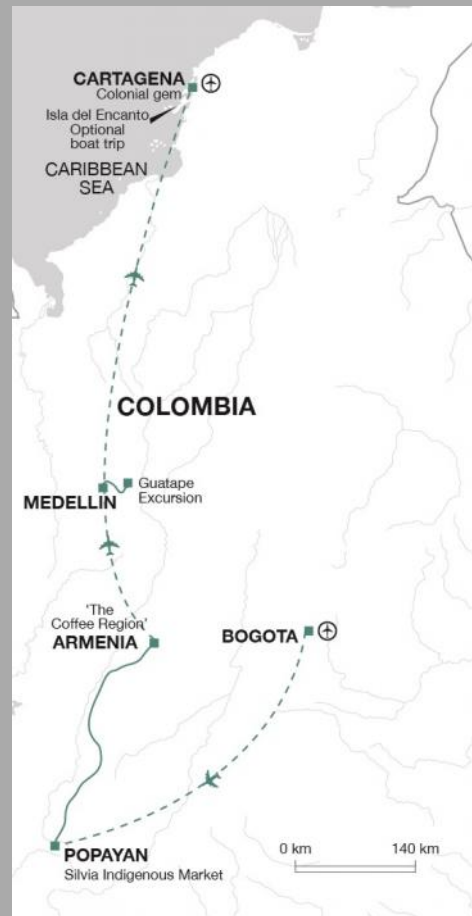 CARTAGENA
Colonial gem
Isla del Encanto
Optional
boat trip
CARIBBEAN
SEA
COLOMBIA
Guatape
Excursion
MEDELLIN
'The
Coffee Region'
ARMENIA
BOGOTA
POPAYAN
Silvia Indigenous Market
0 km
140 km